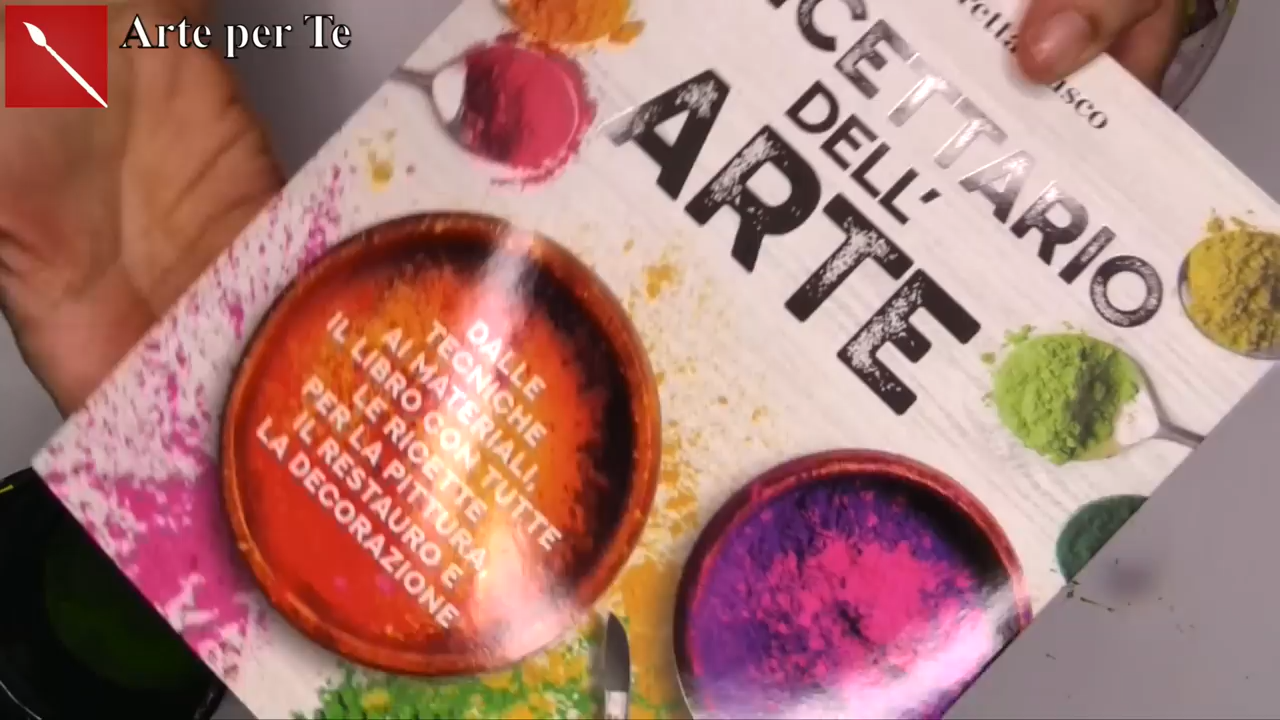 Arte per Te
CETTARIO
DELL'
ARTE
DALLE
TECNICHE
AI MATERIALI,
IL LIBRO CON TUTTE
LE RICETTE
PER LA PITTURA,
IL RESTAURO E
LA DECORAZIONE